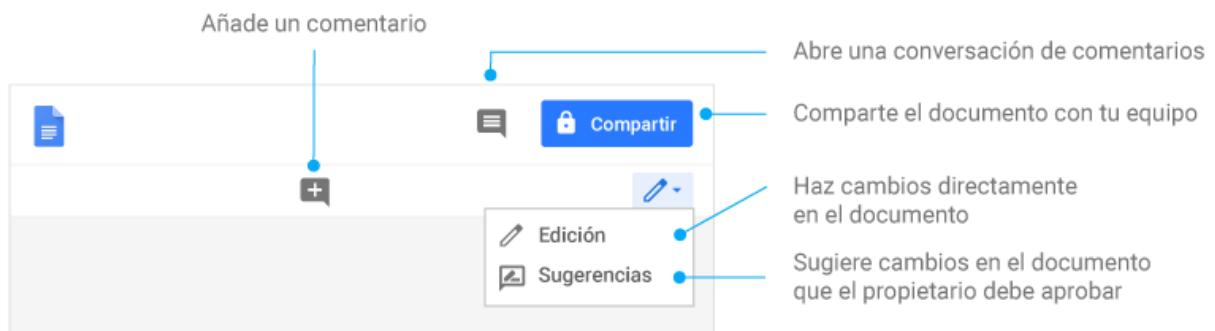 Añade un comentario
Abre una conversación de comentarios
Compartir
Comparte el documento con tu equipo
Haz cambios directamente
en el documento
Edición
Sugerencias
Sugiere cambios en el documento
que el propietario debe aprobar